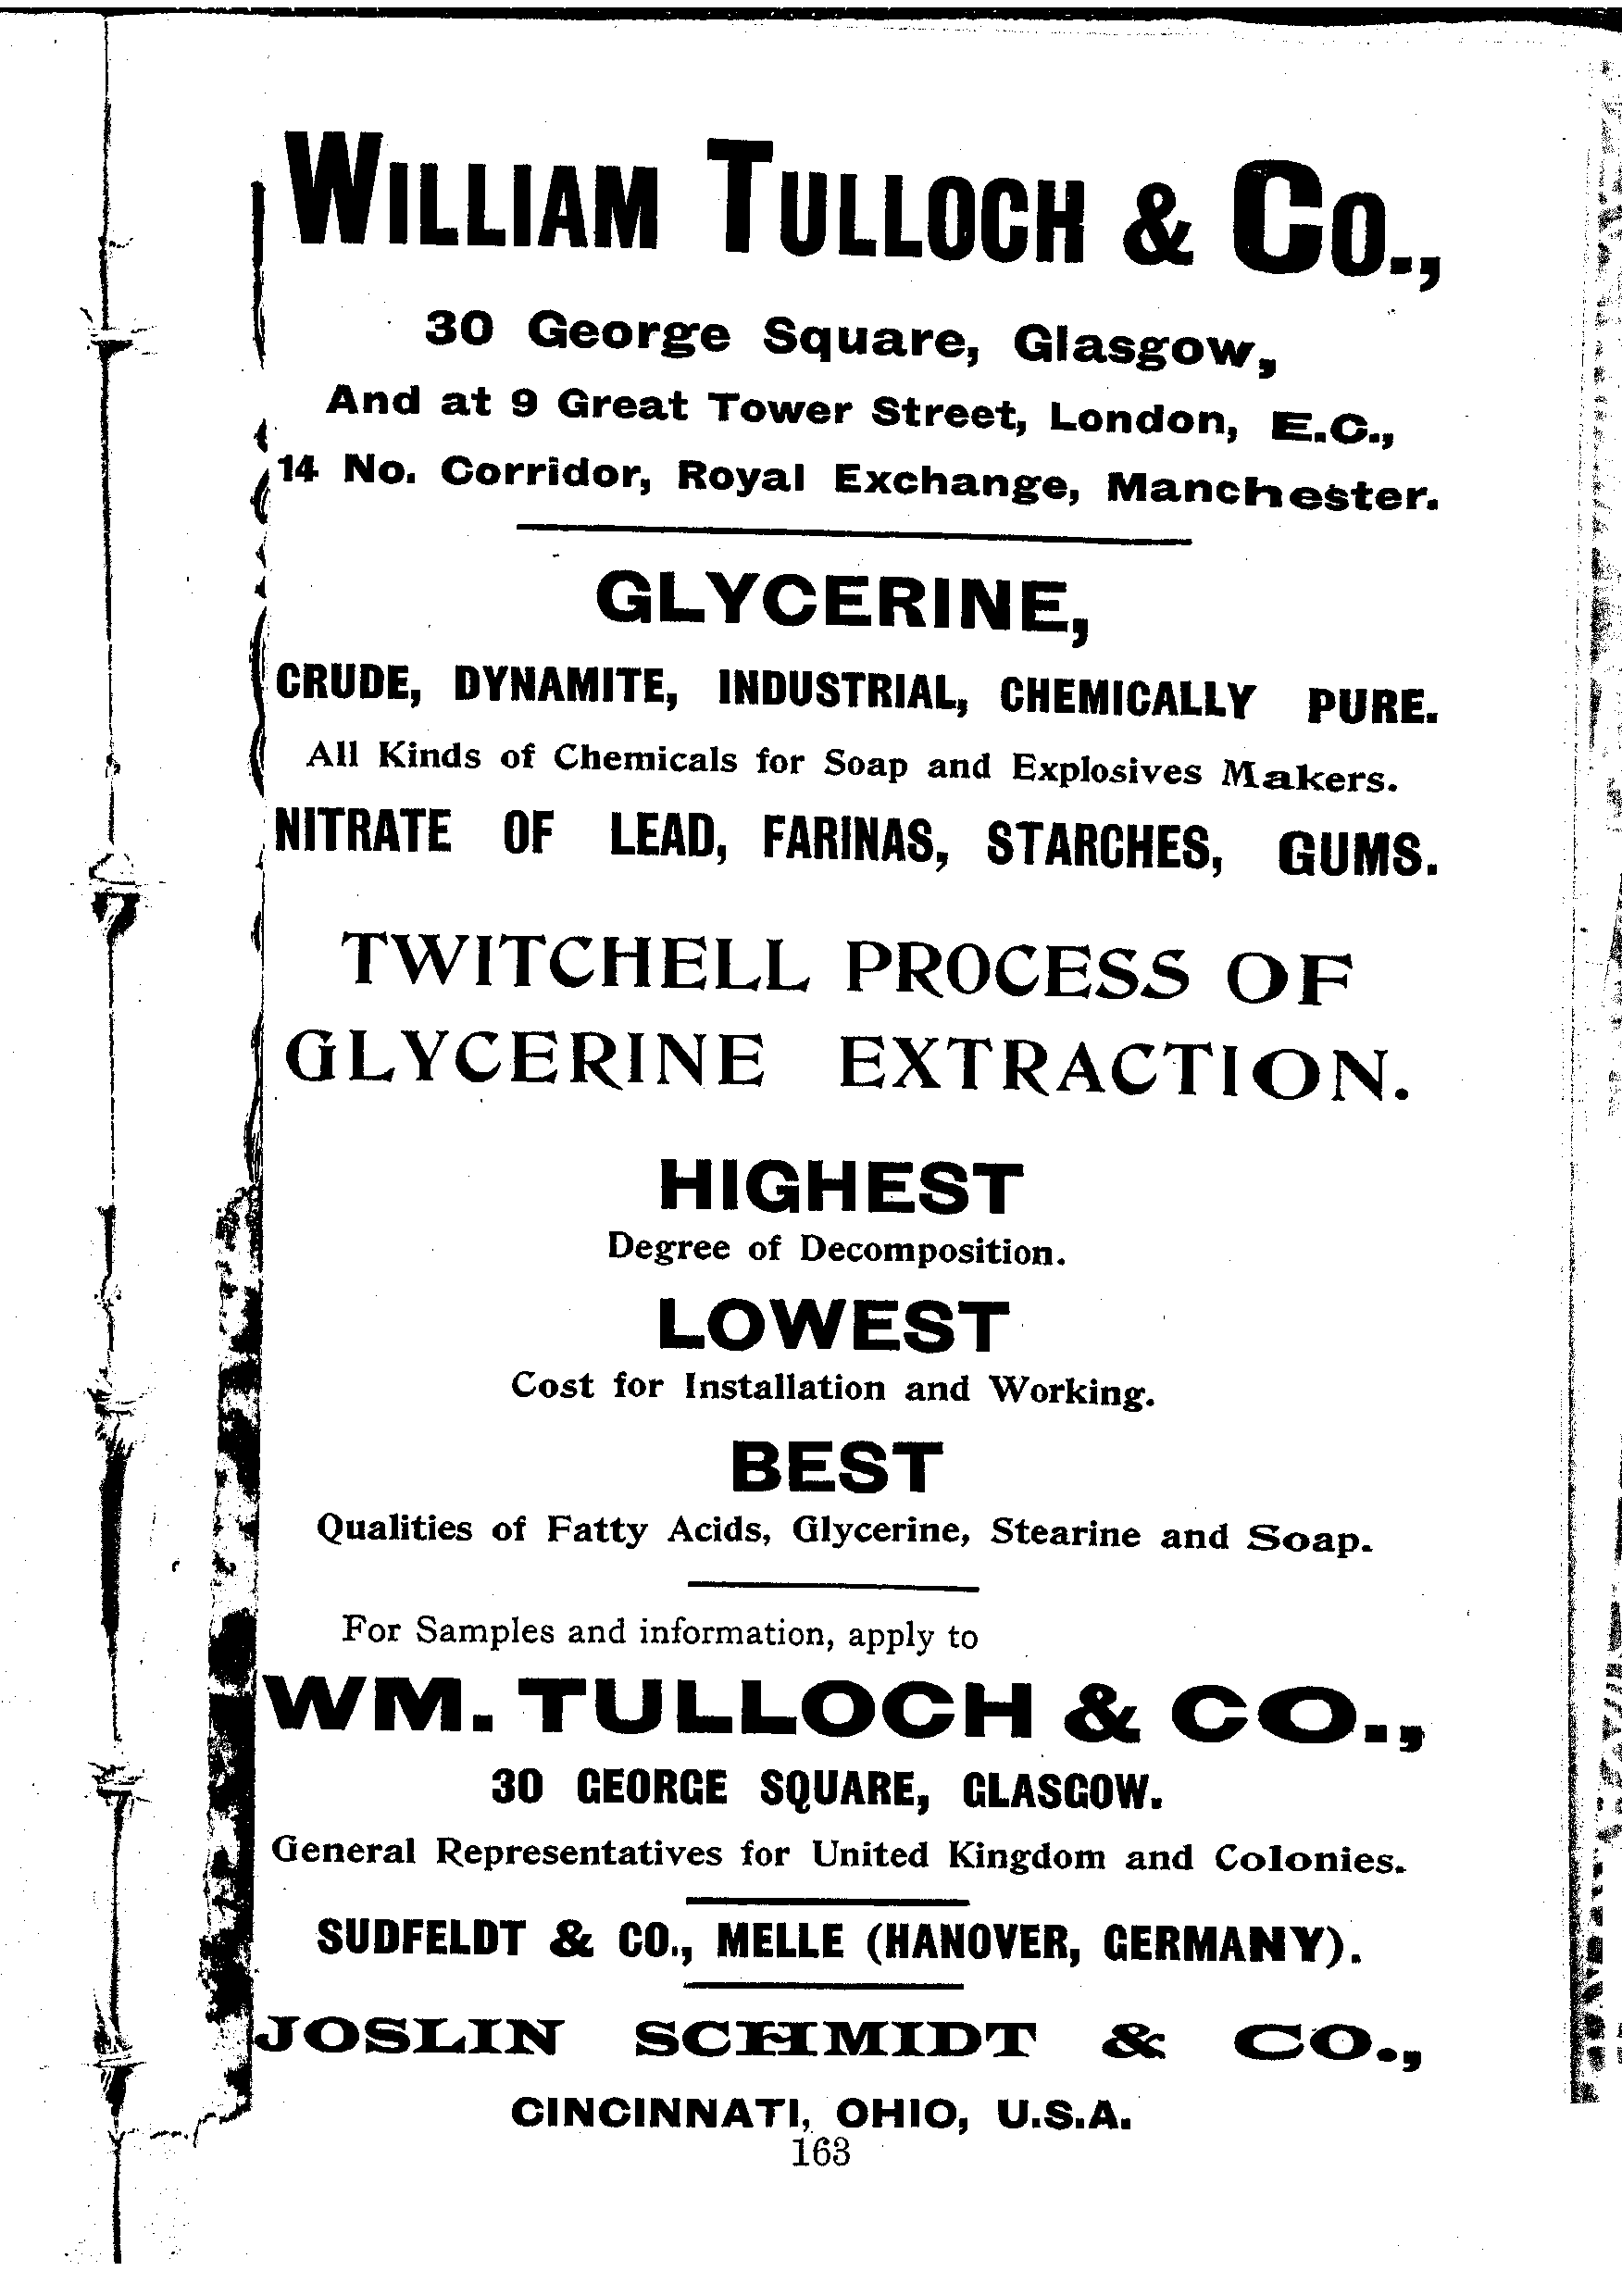 WILLIAM TULLOCH & CO.,
30 George Square, Glasgow,
And at 9 Great Tower Street, London, E.C.,
14 No. Corridor, Royal Exchange, Manchester.
GLYCERINE,
CRUDE, DYNAMITE, INDUSTRIAL, CHEMICALLY PURE.
All Kinds of Chemicals for Soap and Explosives Makers.
NITRATE OF LEAD, FARINAS, STARCHES, GUMS.
TWITCHELL PROCESS OF
GLYCERINE EXTRACTION.
HIGHEST
Degree of Decomposition.
LOWEST
Cost for Installation and Working.
BEST
Qualities of Fatty Acids, Glycerine, Stearine and Soap.
For Samples and information, apply to
WM. TULLOCH & CO.,
30 GEORGE SQUARE, GLASGOW.
General Representatives for United Kingdom and Colonies.
SUDFELDT & CO., MELLE (HANOVER, GERMANY).
JOSLIN SCHMIDT & CO.,
CINCINNATI, OHIO, U.S.A.
163